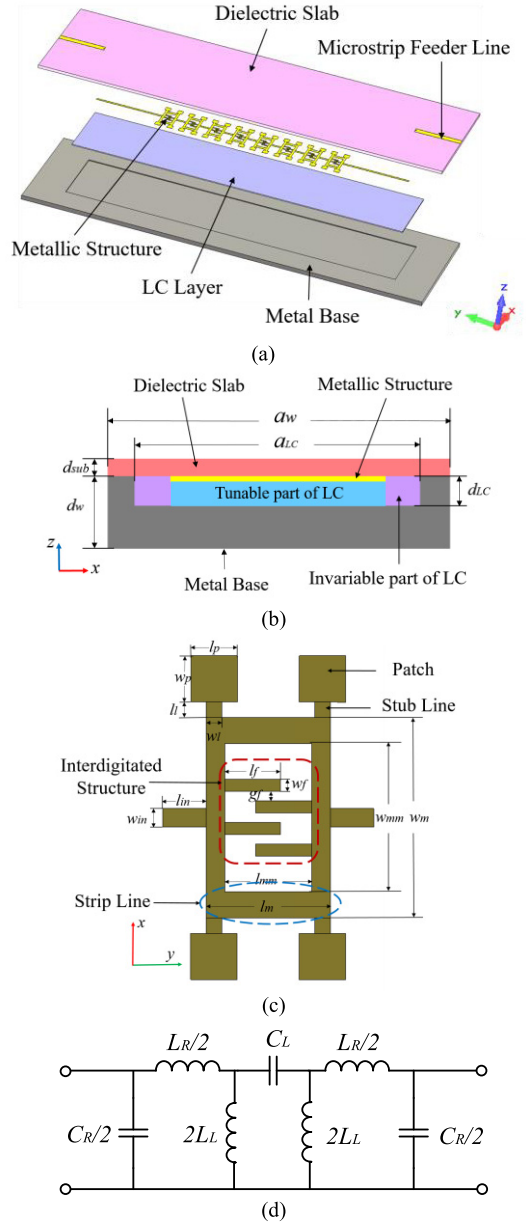 Dielectric Slab
Microstrip Feeder Line
Metallic Structure
LC Layer
Metal Base
z
y
x
(a)
Dielectric Slab
Metallic Structure
aw
aLC
dsub
dw
dLC
Tunable part of LC
z
x
Metal Base
Invariable part of LC
(b)
lp
wp
Patch
ll
Stub Line
wl
Interdigitated
Structure
lf
wf
gf
lin
win
wmm
wm
lmm
Strip Line
lm
x
y
(c)
LR/2
CL
LR/2
CR/2
2LL
2LL
CR/2
(d)